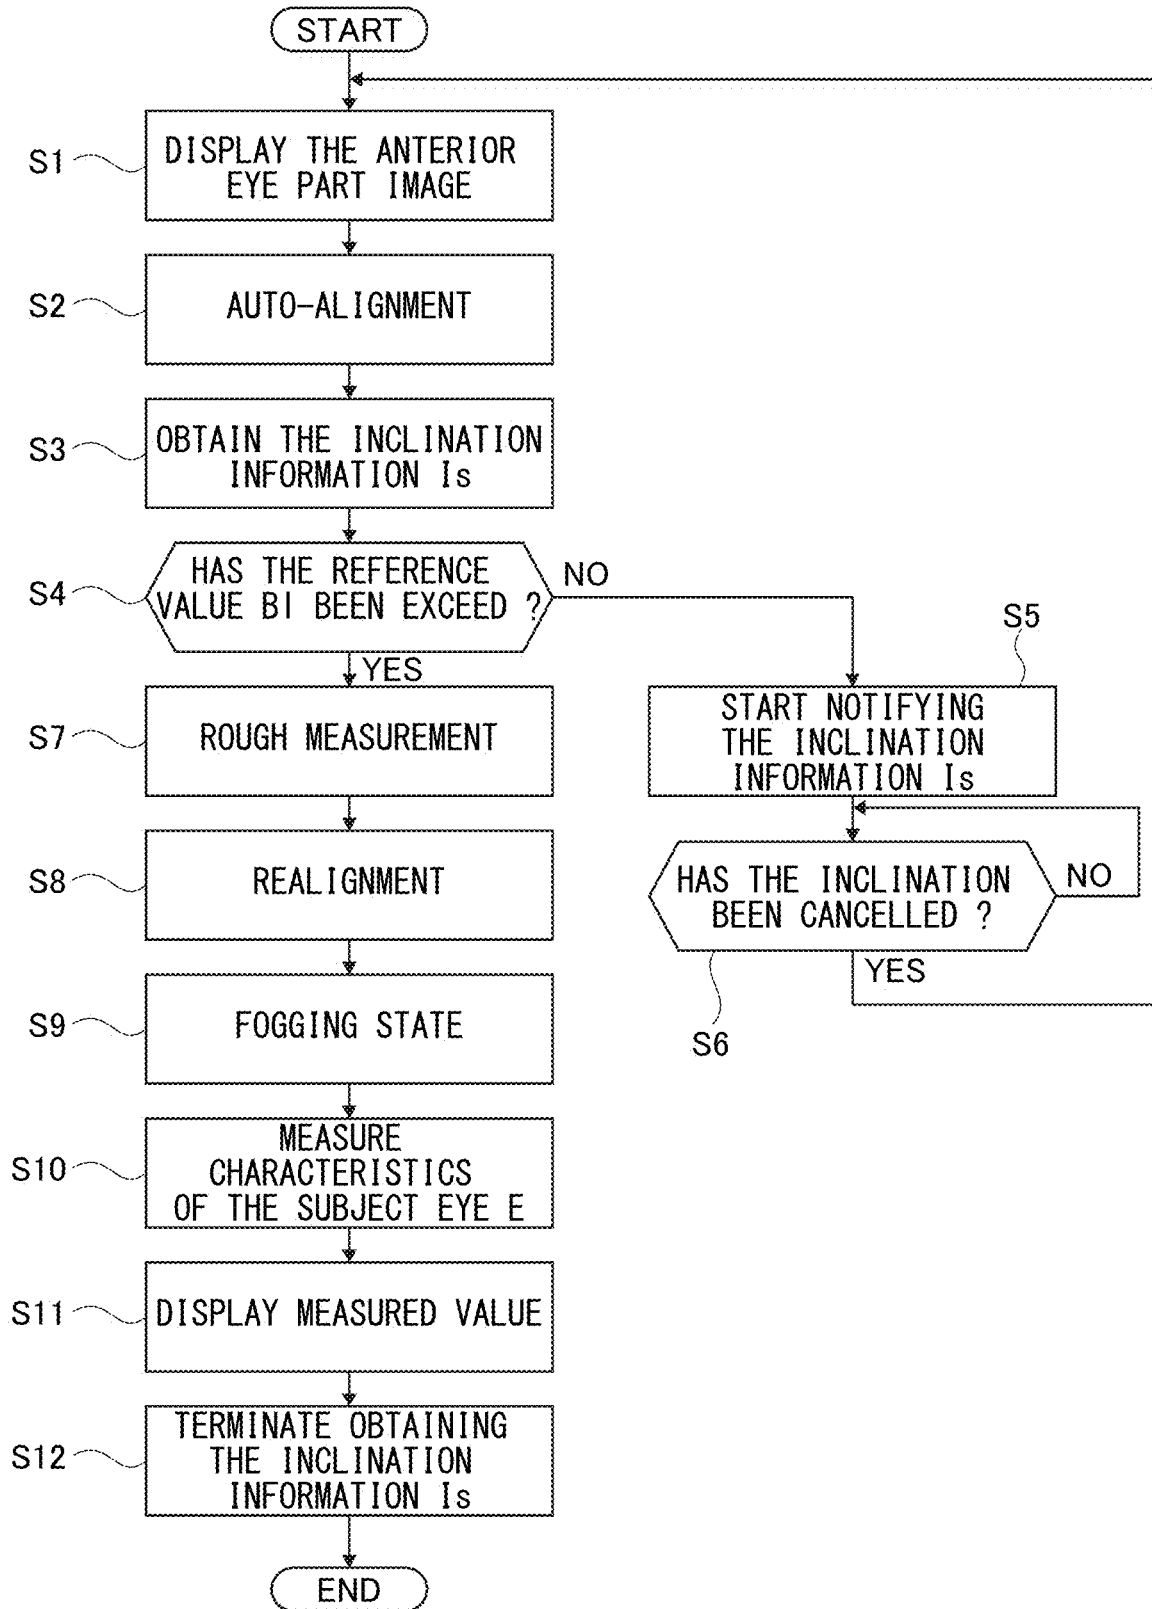 START
S1
DISPLAY THE ANTERIOR
EYE PART IMAGE
S2
AUTO-ALIGNMENT
S3
OBTAIN THE INCLINATION
INFORMATION Is
S4
HAS THE REFERENCE
VALUE BI BEEN EXCEED ?
NO
YES
S5
START NOTIFYING
THE INCLINATION
INFORMATION Is
S6
HAS THE INCLINATION
BEEN CANCELLED ?
NO
YES
S7
ROUGH MEASUREMENT
S8
REALIGNMENT
S9
FOGGING STATE
S10
MEASURE
CHARACTERISTICS
OF THE SUBJECT EYE E
S11
DISPLAY MEASURED VALUE
S12
TERMINATE OBTAINING
THE INCLINATION
INFORMATION Is
END